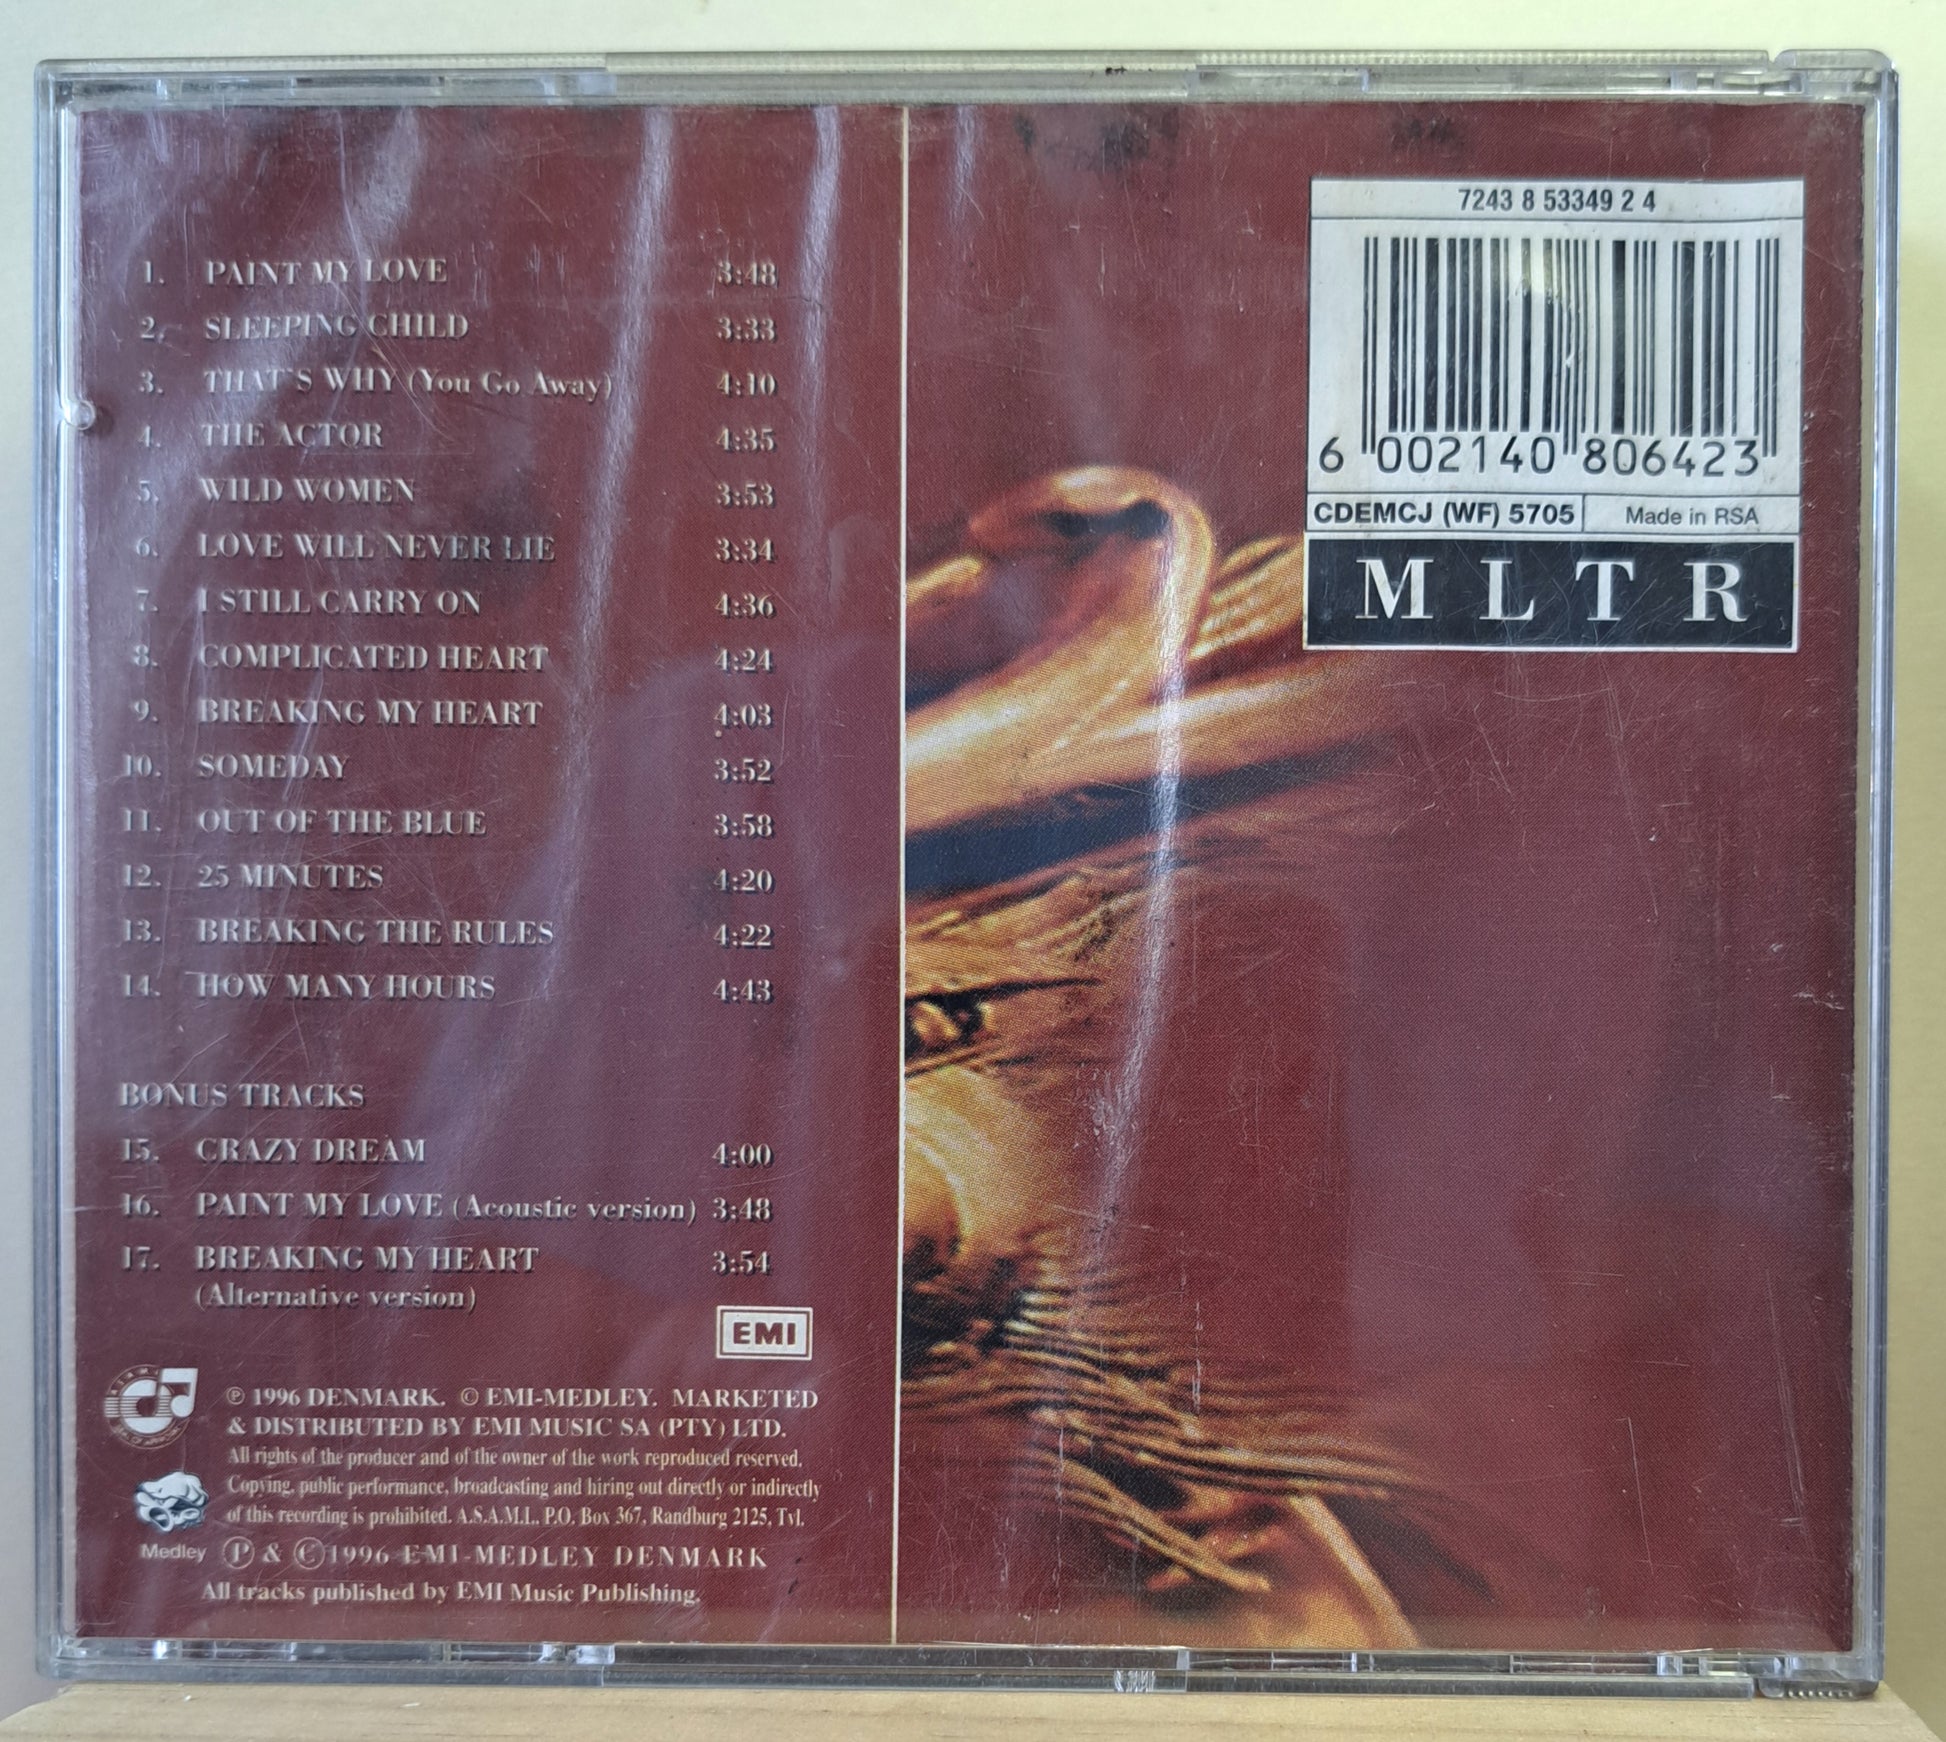 1. PAINT MY LOVE 3:48
2. SLEEPING CHILD 3:33
3. THAT'S WHY (You Go Away) 4:10
4. THE ACTOR 4:35
5. WILD WOMEN 3:53
6. LOVE WILL NEVER LIE 3:34
7. I STILL CARRY ON 4:36
8. COMPLICATED HEART 4:24
9. BREAKING MY HEART 4:03
10. SOMEDAY 3:52
11. OUT OF THE BLUE 3:58
12. 25 MINUTES 4:20
13. BREAKING THE RULES 4:22
14. HOW MANY HOURS 4:43
BONUS TRACKS
15. CRAZY DREAM 4:00
16. PAINT MY LOVE (Acoustic version) 3:48
17. BREAKING MY HEART 3:54
(Alternative version)
EMI
℗ 1996 DENMARK. © EMI-MEDLEY. MARKETED
& DISTRIBUTED BY EMI MUSIC SA (PTY) LTD.
All rights of the producer and of the owner of the work reproduced reserved.
Copying, public performance, broadcasting and hiring out directly or indirectly
of this recording is prohibited. A.S.A.M.I., P.O. Box 367, Randburg 2125, Tvl.
Medley ℗ & © 1996 EMI-MEDLEY DENMARK
All tracks published by EMI Music Publishing.
7243 8 53349 2 4
6 002140 806423
CDEMCJ (WF) 5705 Made in RSA
MLTR